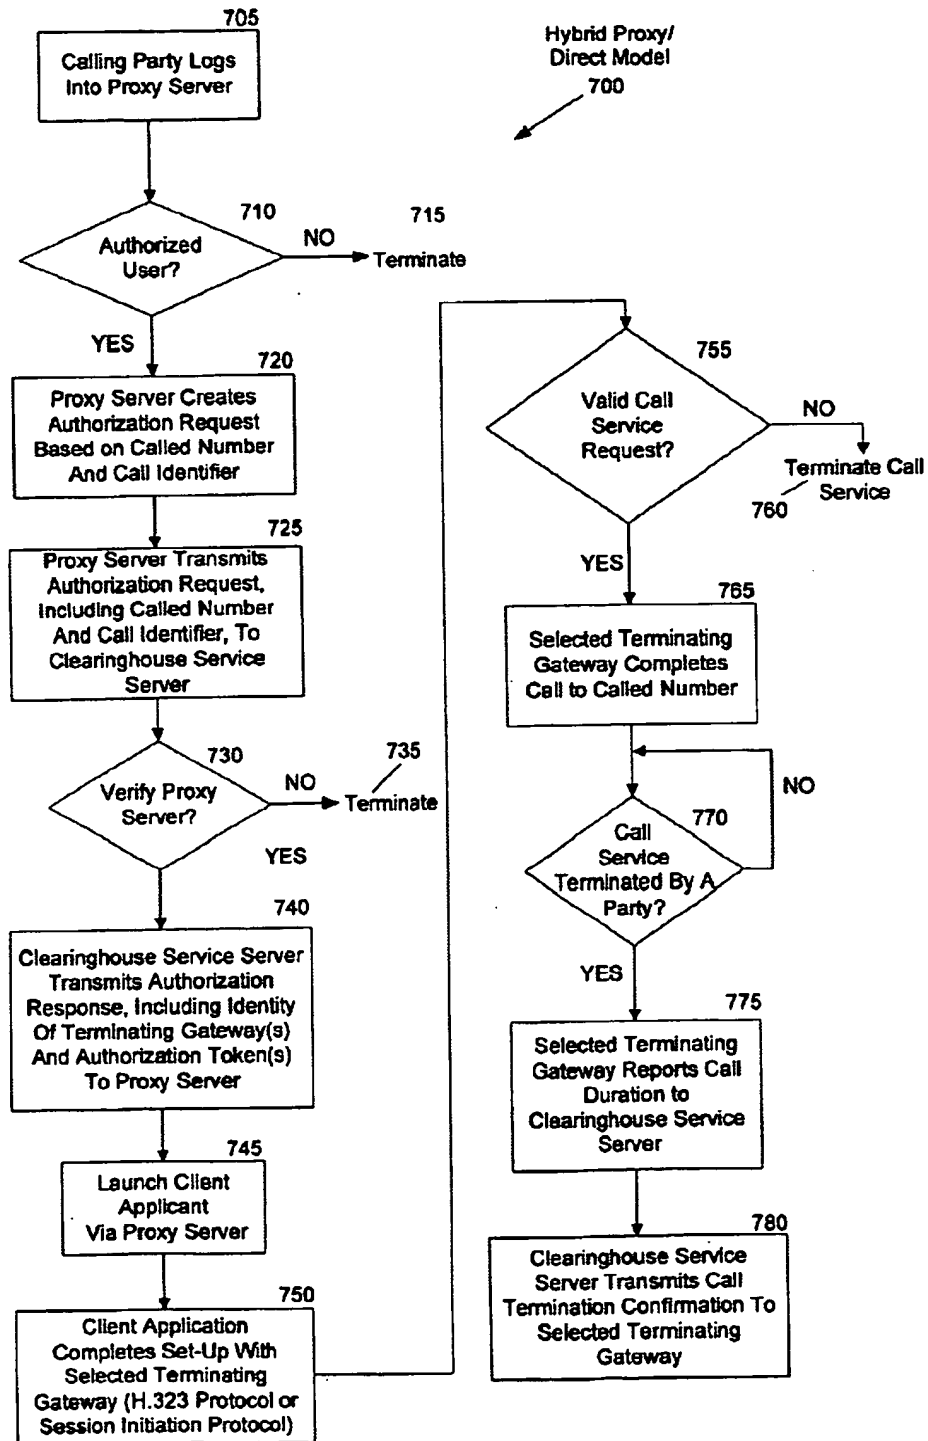 705
Calling Party Logs
Into Proxy Server
Hybrid Proxy/
Direct Model
700
710
Authorized
User?
NO
715
Terminate
YES
720
Proxy Server Creates
Authorization Request
Based on Called Number
And Call Identifier
725
Proxy Server Transmits
Authorization Request,
Including Called Number
And Call Identifier, To
Clearinghouse Service
Server
730
Verify Proxy
Server?
NO
735
Terminate
YES
740
Clearinghouse Service Server
Transmits Authorization
Response, Including Identity
Of Terminating Gateway(s)
And Authorization Token(s)
To Proxy Server
745
Launch Client
Applicant
Via Proxy Server
750
Client Application
Completes Set-Up With
Selected Terminating
Gateway (H.323 Protocol or
Session Initiation Protocol)
755
Valid Call
Service
Request?
NO
Terminate Call
Service
760
YES
765
Selected Terminating
Gateway Completes
Call to Called Number
NO
770
Call
Service
Terminated By A
Party?
YES
775
Selected Terminating
Gateway Reports Call
Duration to
Clearinghouse Service
Server
780
Clearinghouse Service
Server Transmits Call
Termination Confirmation To
Selected Terminating
Gateway